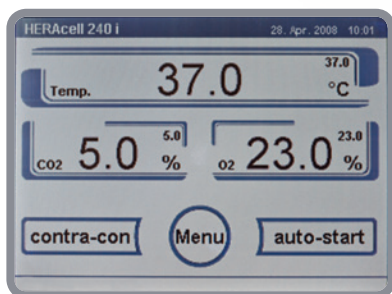 HERAcell 240 i 28. Apr. 2008 10:01
37.0
Temp. 37.0 °C
5.0 23.0
CO2 5.0 % O2 23.0 %
contra-con Menu auto-start